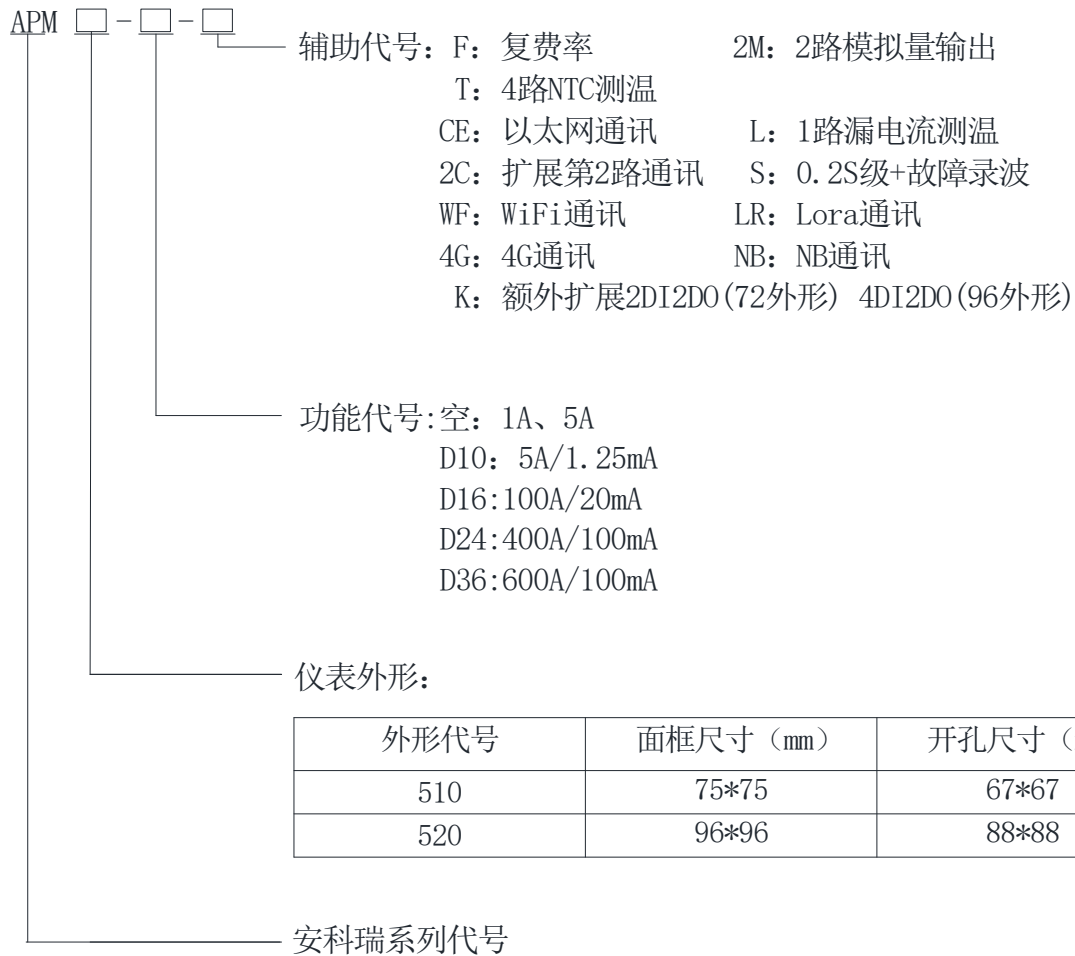 APM □-□-□
辅助代号：F：复费率 2M：2路模拟量输出
T：4路NTC测温
CE：以太网通讯 L：1路漏电流测温
2C：扩展第2路通讯 S：0.2S级+故障录波
WF：WiFi通讯 LR：Lora通讯
4G：4G通讯 NB：NB通讯
K：额外扩展2DI2DO(72外形) 4DI2DO(96外形)
功能代号:空：1A、5A
D10：5A/1.25mA
D16:100A/20mA
D24:400A/100mA
D36:600A/100mA
仪表外形：
外形代号 面框尺寸（mm） 开孔尺寸（
510 75*75 67*67
520 96*96 88*88
安科瑞系列代号